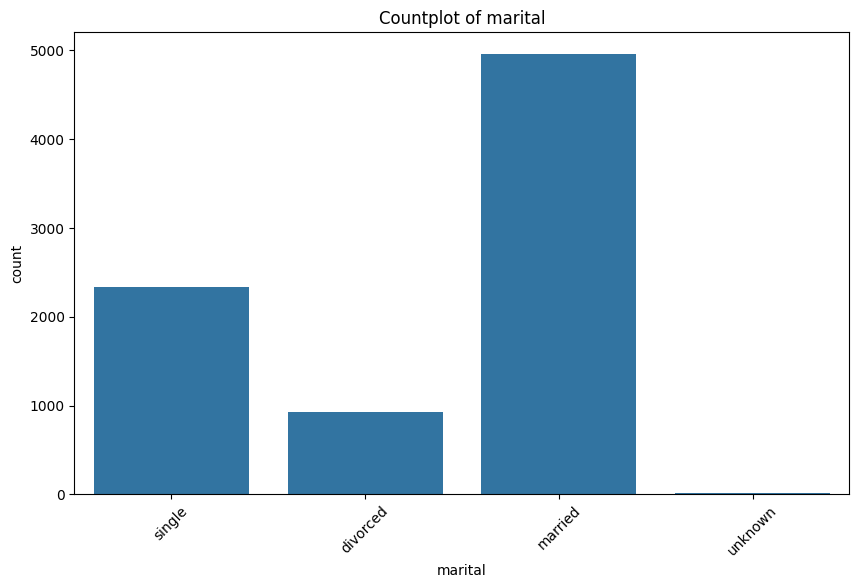 Countplot of marital
5000
4000
3000
2000
1000
0
count
single
divorced
married
unknown
marital